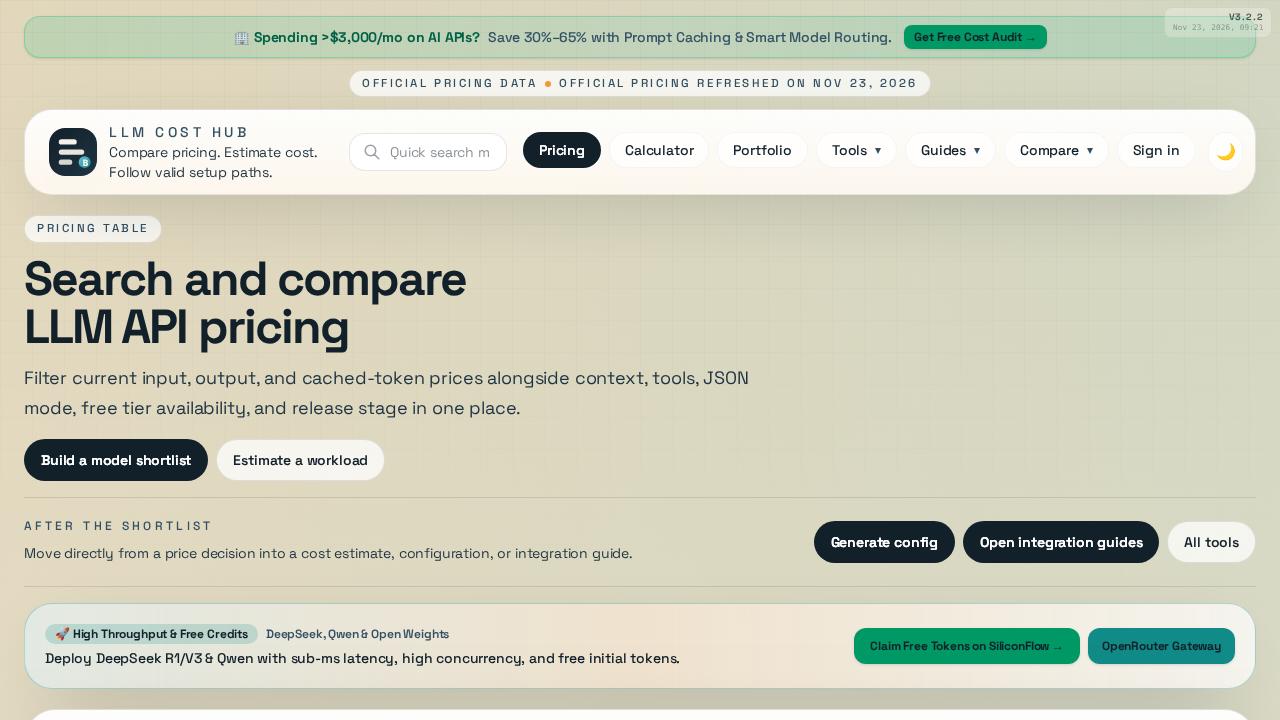 V3.2.2
Nov 23, 2026, 09:21
🏢 Spending >$3,000/mo on AI APIs? Save 30%–65% with Prompt Caching & Smart Model Routing. Get Free Cost Audit →
OFFICIAL PRICING DATA ● OFFICIAL PRICING REFRESHED ON NOV 23, 2026
LLM COST HUB
Compare pricing. Estimate cost.
Follow valid setup paths.
Quick search m
Pricing
Calculator
Portfolio
Tools ▼
Guides ▼
Compare ▼
Sign in
PRICING TABLE
Search and compare
LLM API pricing
Filter current input, output, and cached-token prices alongside context, tools, JSON
mode, free tier availability, and release stage in one place.
Build a model shortlist
Estimate a workload
AFTER THE SHORTLIST
Move directly from a price decision into a cost estimate, configuration, or integration guide.
Generate config
Open integration guides
All tools
🚀 High Throughput & Free Credits DeepSeek, Qwen & Open Weights
Deploy DeepSeek R1/V3 & Qwen with sub-ms latency, high concurrency, and free initial tokens.
Claim Free Tokens on SiliconFlow →
OpenRouter Gateway